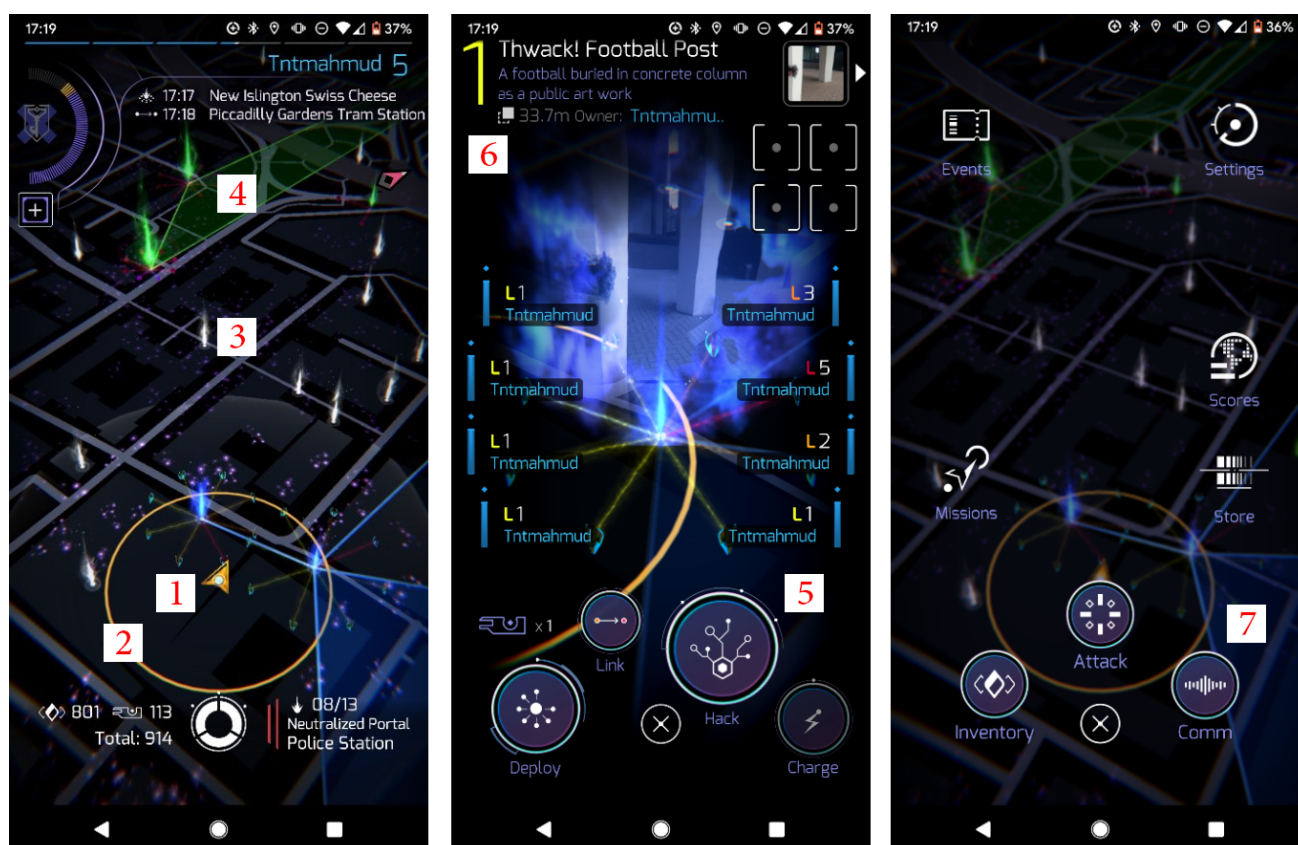 17:19
37%
Tntmahmud 5
17:17 New Islington Swiss Cheese
17:18 Piccadilly Gardens Tram Station
4
3
1
2
801 113
Total: 914
08/13
Neutralized Portal
Police Station
17:19
37%
1 Thwack! Football Post
A football buried in concrete column
as a public art work
33.7m Owner: Tntmahmu..
6
L1
Tntmahmud
L3
Tntmahmud
L1
Tntmahmud
L5
Tntmahmud
L1
Tntmahmud
L2
Tntmahmud
L1
Tntmahmud
L1
Tntmahmud
5
x1
Link
Hack
Deploy
Charge
17:19
36%
Events
Settings
Scores
Missions
Store
7
Attack
Inventory
Comm